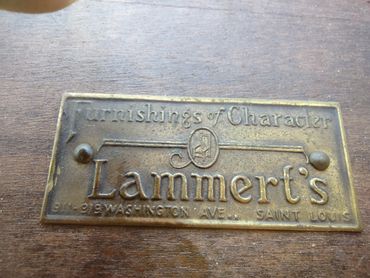 Furnishings of Character
Lammert's
911-919 WASHINGTON AVE.. SAINT LOUIS